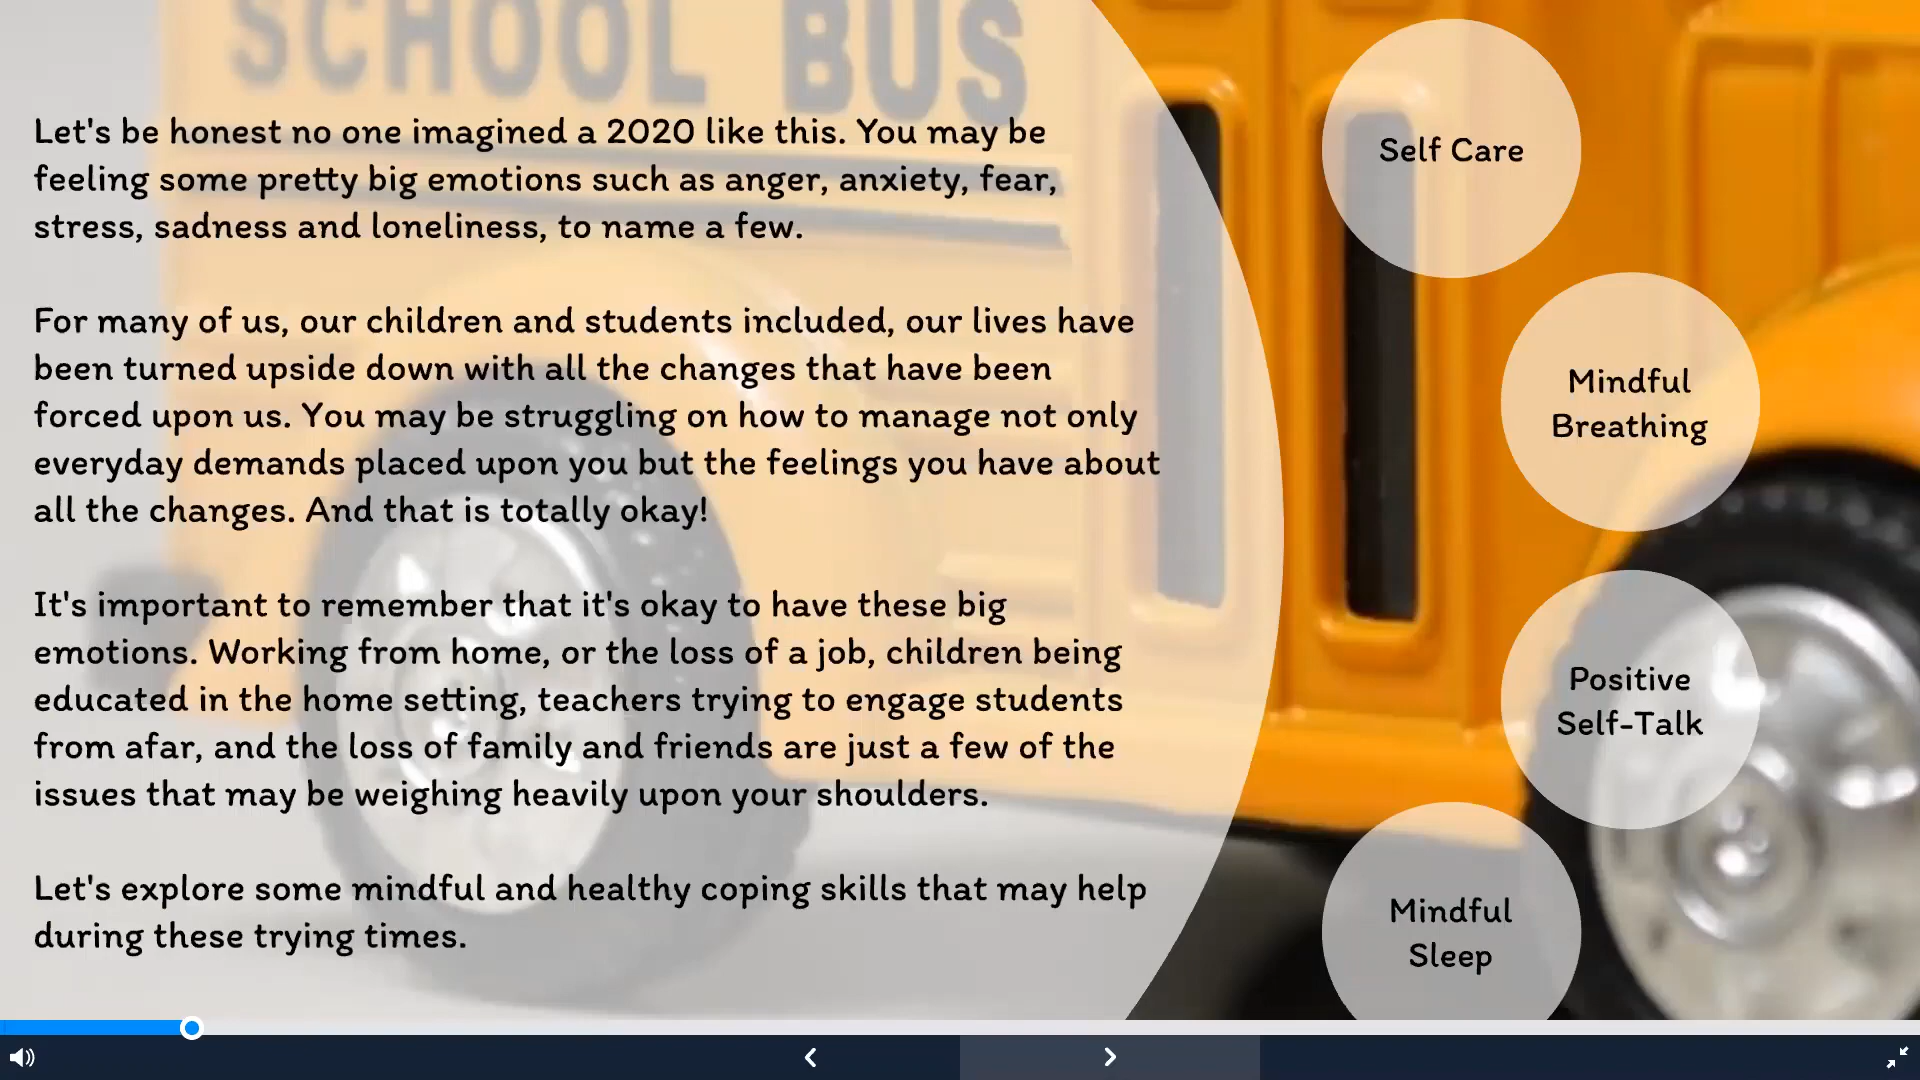 SCHOOL BUS
Let's be honest no one imagined a 2020 like this. You may be
feeling some pretty big emotions such as anger, anxiety, fear,
stress, sadness and loneliness, to name a few.
For many of us, our children and students included, our lives have
been turned upside down with all the changes that have been
forced upon us. You may be struggling on how to manage not only
everyday demands placed upon you but the feelings you have about
all the changes. And that is totally okay!
It's important to remember that it's okay to have these big
emotions. Working from home, or the loss of a job, children being
educated in the home setting, teachers trying to engage students
from afar, and the loss of family and friends are just a few of the
issues that may be weighing heavily upon your shoulders.
Let's explore some mindful and healthy coping skills that may help
during these trying times.
Self Care
Mindful
Breathing
Positive
Self-Talk
Mindful
Sleep